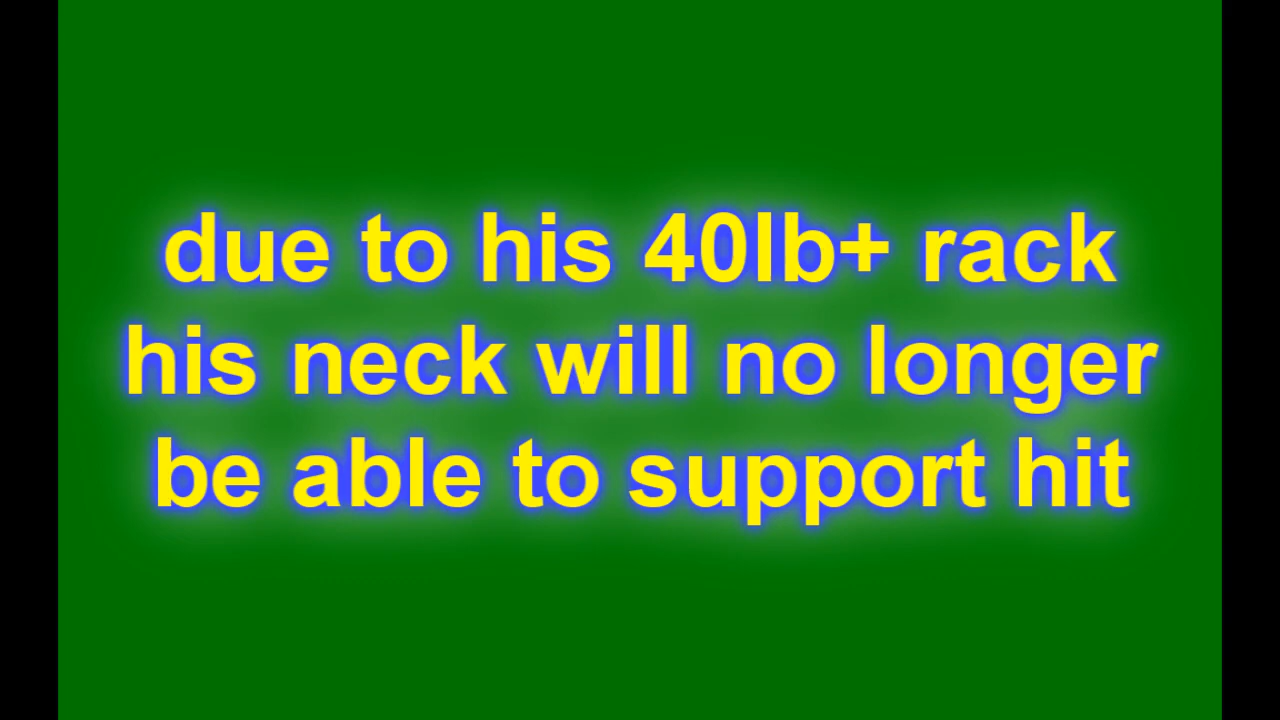 due to his 40lb+ rack
his neck will no longer
be able to support hit